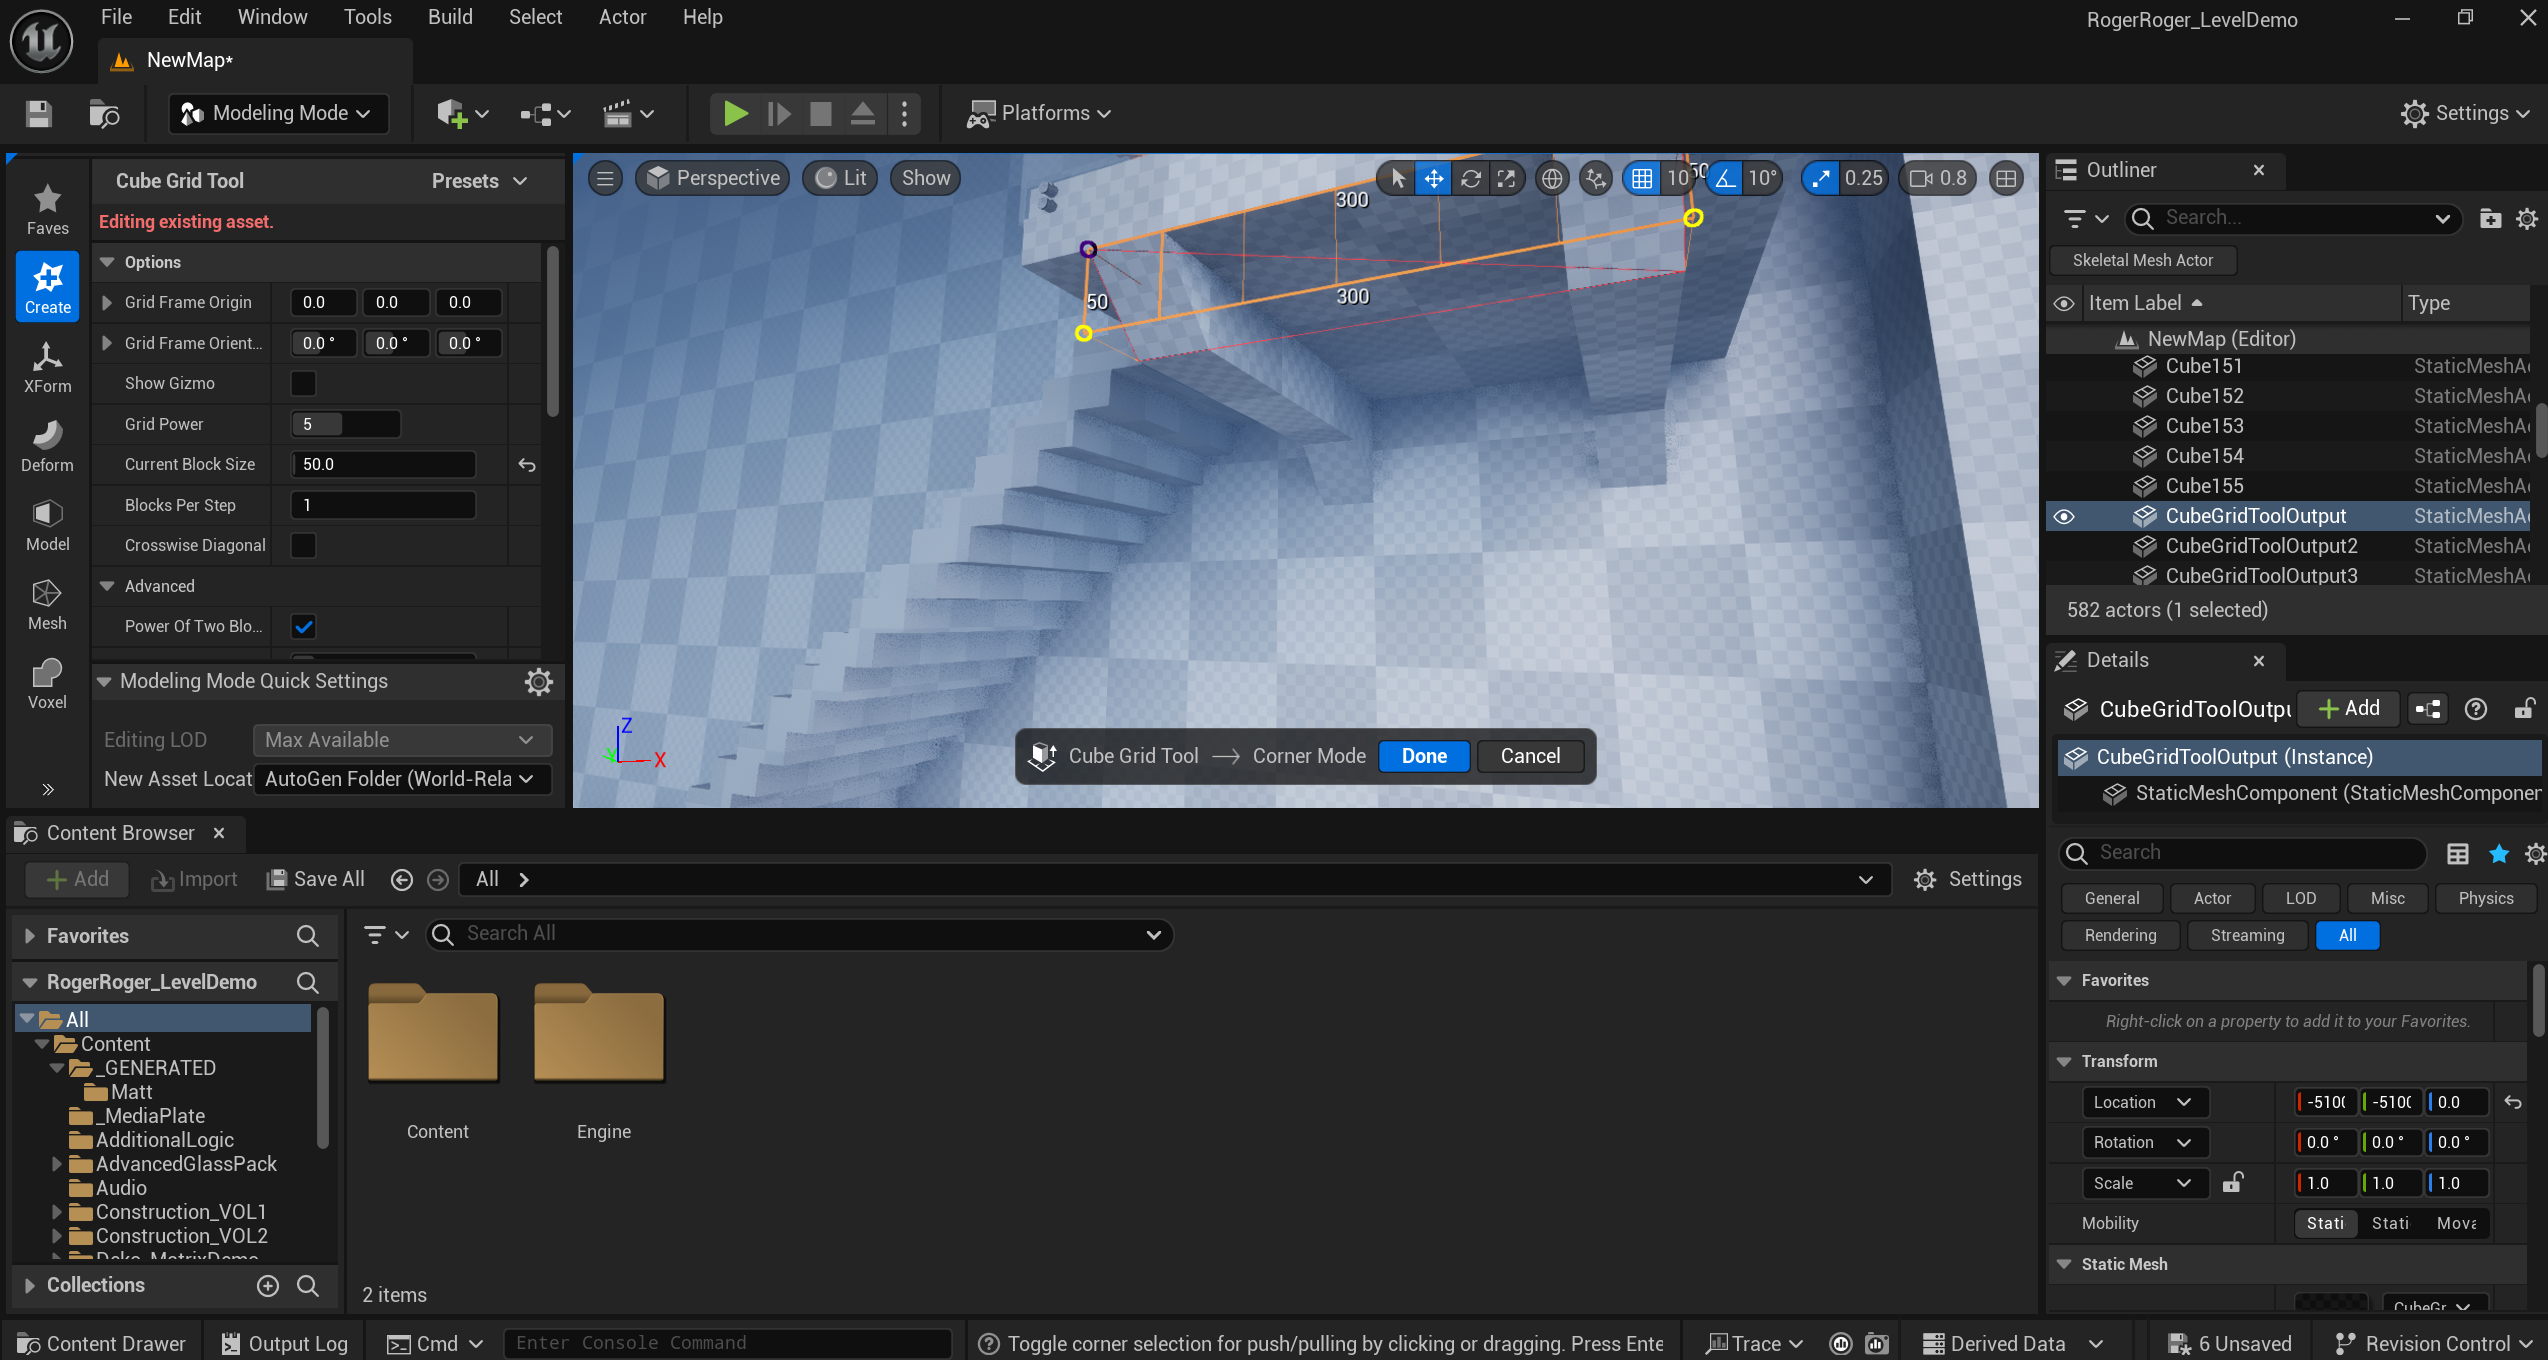 File Edit Window Tools Build Select Actor Help
RogerRoger_LevelDemo
NewMap*
Modeling Mode
Platforms
Settings
Faves
Create
XForm
Deform
Model
Mesh
Voxel
Cube Grid Tool
Presets
Editing existing asset.
Options
Grid Frame Origin 0.0 0.0 0.0
Grid Frame Orient... 0.0 ° 0.0 ° 0.0 °
Show Gizmo
Grid Power 5
Current Block Size 50.0
Blocks Per Step 1
Crosswise Diagonal
Advanced
Power Of Two Blo...
Modeling Mode Quick Settings
Editing LOD Max Available
New Asset Locat AutoGen Folder (World-Rela
Perspective
Lit
Show
10
10°
0.25
0.8
50
300
300
50
Z
Y
X
Cube Grid Tool
Corner Mode
Done
Cancel
Outliner
Search...
Skeletal Mesh Actor
Item Label
Type
NewMap (Editor)
Cube151 StaticMeshA
Cube152 StaticMeshA
Cube153 StaticMeshA
Cube154 StaticMeshA
Cube155 StaticMeshA
CubeGridToolOutput StaticMeshA
CubeGridToolOutput2 StaticMeshA
CubeGridToolOutput3 StaticMeshA
582 actors (1 selected)
Details
CubeGridToolOutpu
Add
CubeGridToolOutput (Instance)
StaticMeshComponent (StaticMeshComponen
Search
General Actor LOD Misc Physics
Rendering Streaming All
Favorites
Right-click on a property to add it to your Favorites.
Transform
Location -510 -510 0.0
Rotation 0.0 ° 0.0 ° 0.0 °
Scale 1.0 1.0 1.0
Mobility Stati Stati Mova
Static Mesh
CubeGr
Content Browser
Add
Import
Save All
All
Settings
Favorites
RogerRoger_LevelDemo
All
Content
_GENERATED
Matt
_MediaPlate
AdditionalLogic
AdvancedGlassPack
Audio
Construction_VOL1
Construction_VOL2
Collections
Search All
Content
Engine
2 items
Content Drawer
Output Log
Cmd
Enter Console Command
Toggle corner selection for push/pulling by clicking or dragging. Press Ente
Trace
Derived Data
6 Unsaved
Revision Control